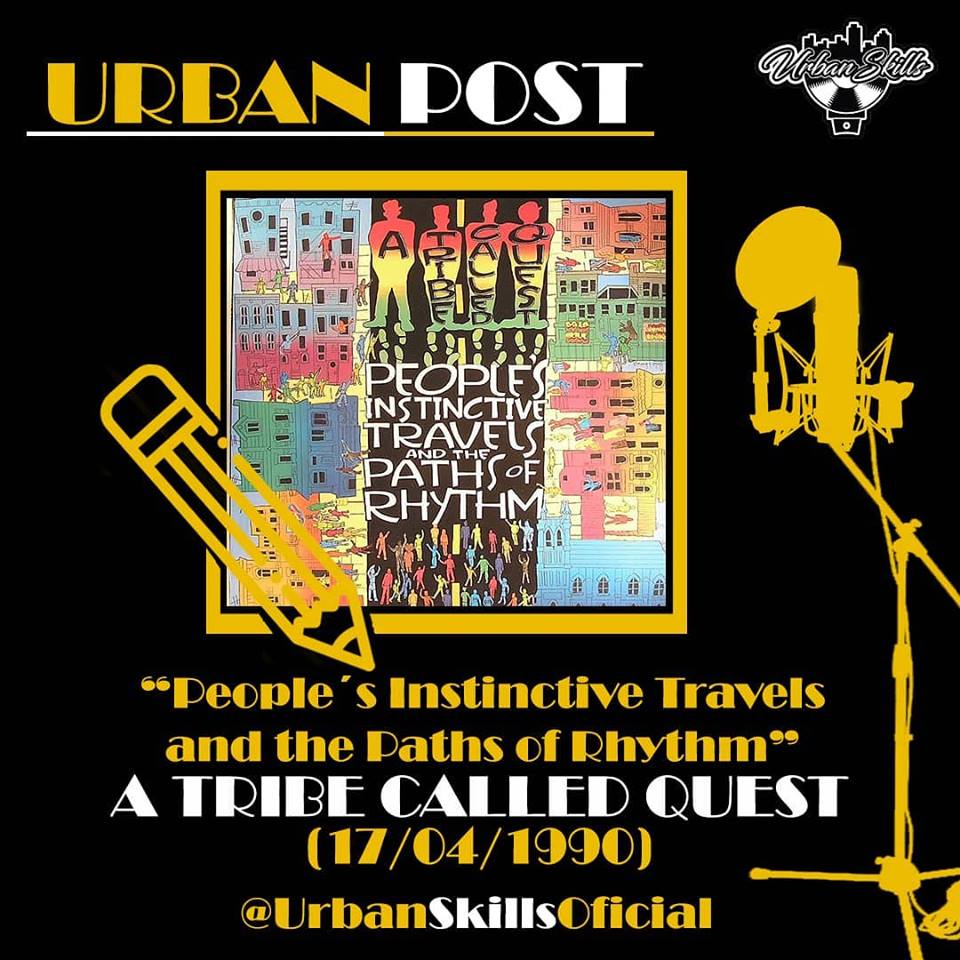 URBAN POST
Urban Skills
A TRIBE CALLED QUEST
PEOPLE'S
INSTINCTIVE
TRAVELS
AND THE
PATHS OF
RHYTHM
“People´s Instinctive Travels
and the Paths of Rhythm”
A TRIBE CALLED QUEST
(17/04/1990)
@UrbanSkillsOficial